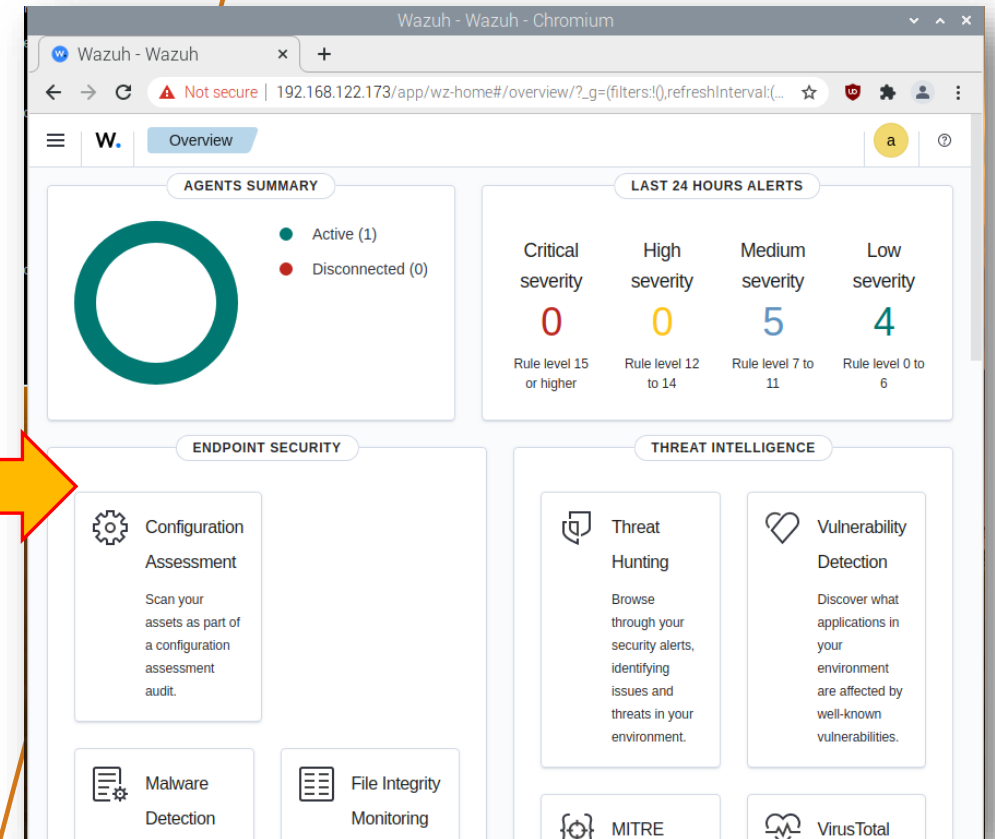 Wazuh - Wazuh - Chromium
Wazuh - Wazuh
Not secure | 192.168.122.173/app/wz-home#/overview/?_g=(filters:!(),refreshInterval:(...
W. Overview a
AGENTS SUMMARY
Active (1)
Disconnected (0)
LAST 24 HOURS ALERTS
Critical severity
0
Rule level 15 or higher
High severity
0
Rule level 12 to 14
Medium severity
5
Rule level 7 to 11
Low severity
4
Rule level 0 to 6
ENDPOINT SECURITY
Configuration
Assessment
Scan your
assets as part of
a configuration
assessment
audit.
Malware
Detection
File Integrity
Monitoring
THREAT INTELLIGENCE
Threat
Hunting
Browse
through your
security alerts,
identifying
issues and
threats in your
environment.
Vulnerability
Detection
Discover what
applications in
your
environment
are affected by
well-known
vulnerabilities.
MITRE
VirusTotal